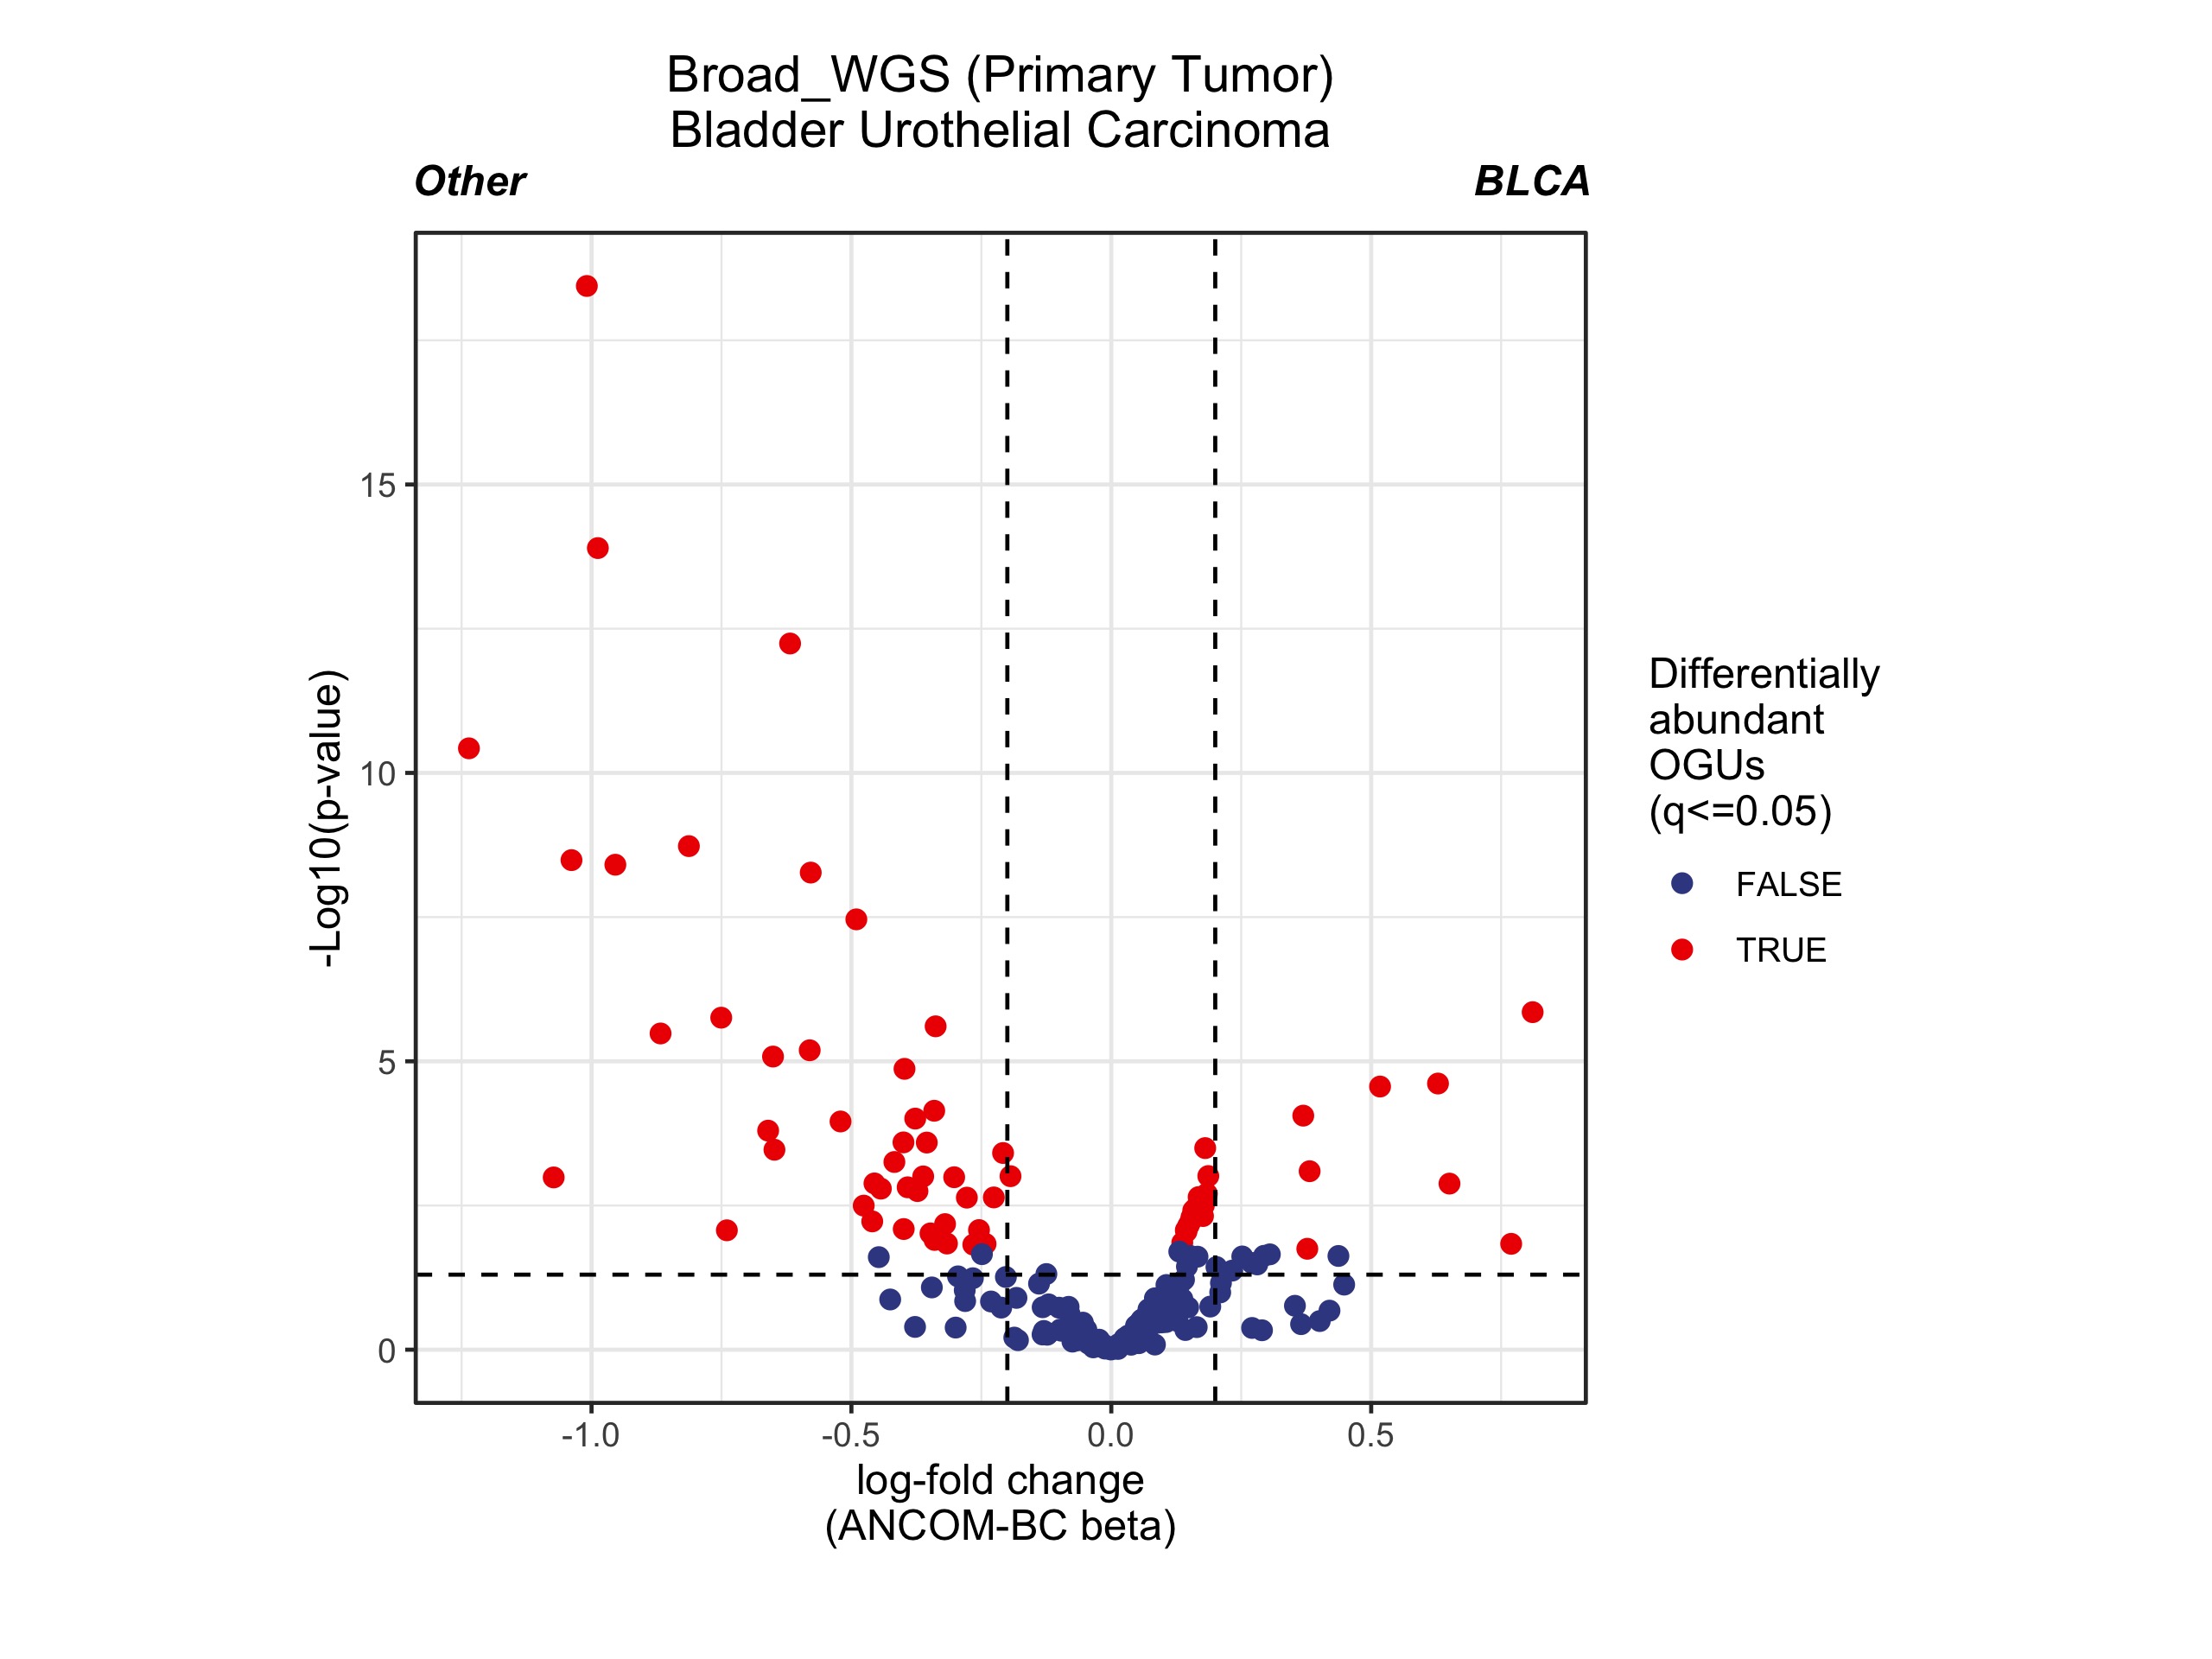 Broad_WGS (Primary Tumor)
Bladder Urothelial Carcinoma
Other
BLCA
15
10
5
0
-Log10(p-value)
-1.0
-0.5
0.0
0.5
log-fold change
(ANCOM-BC beta)
Differentially
abundant
OGUs
(q<=0.05)
FALSE
TRUE